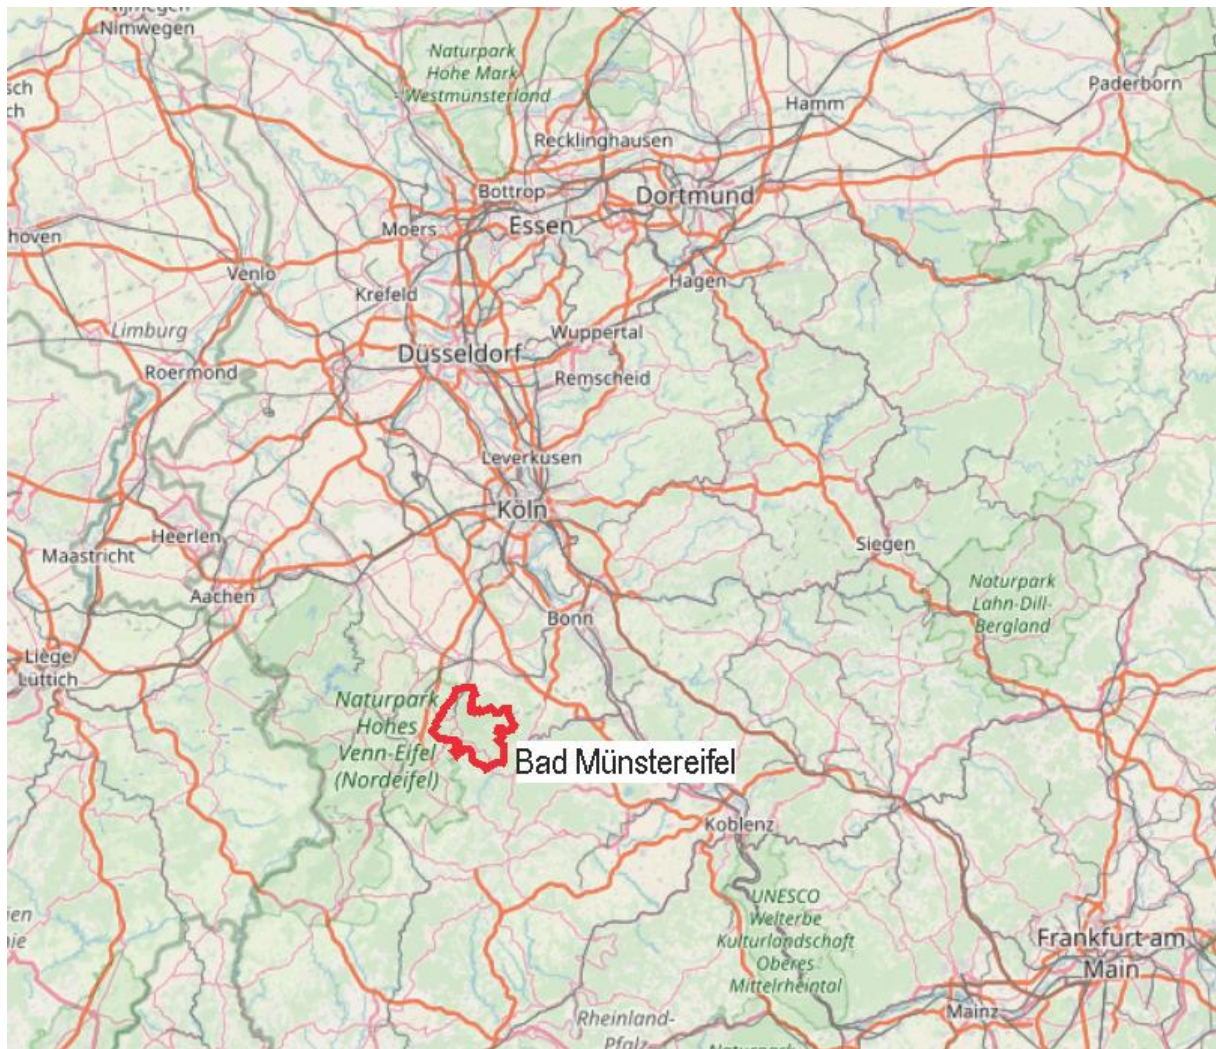 Nijmegen
Nimwegen
Naturpark
Hohe Mark
Westmünsterland
Paderborn
Hamm
Recklinghausen
Bottrop
Dortmund
Essen
Moers
hoven
Venlo
Hagen
Krefeld
Limburg
Wuppertal
Düsseldorf
Roermond
Remscheid
Leverkusen
Köln
Heerlen
Maastricht
Siegen
Aachen
Naturpark
Lahn-Dill-
Bergland
Bonn
Liège
Lüttich
Naturpark
Hohes
Venn-Eifel
(Nordeifel)
Bad Münstereifel
Koblenz
UNESCO
Welterbe
Kulturlandschaft
Oberes
Mittelrheintal
Frankfurt am
Main
Mainz
Rheinland-
Pfalz